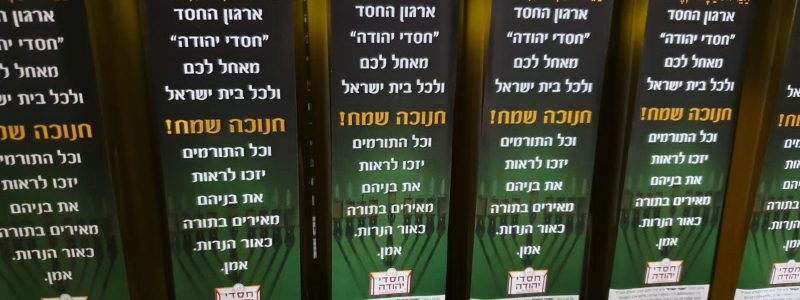 ארגון החסד
"חסדי יהודה"
מאחל לכם
ולכל בית ישראל
חנוכה שמח!
וכל התורמים
יזכו לראות
את בניהם
מאירים בתורה
כאור הנרות.
אמן.
חסדי
יהודה